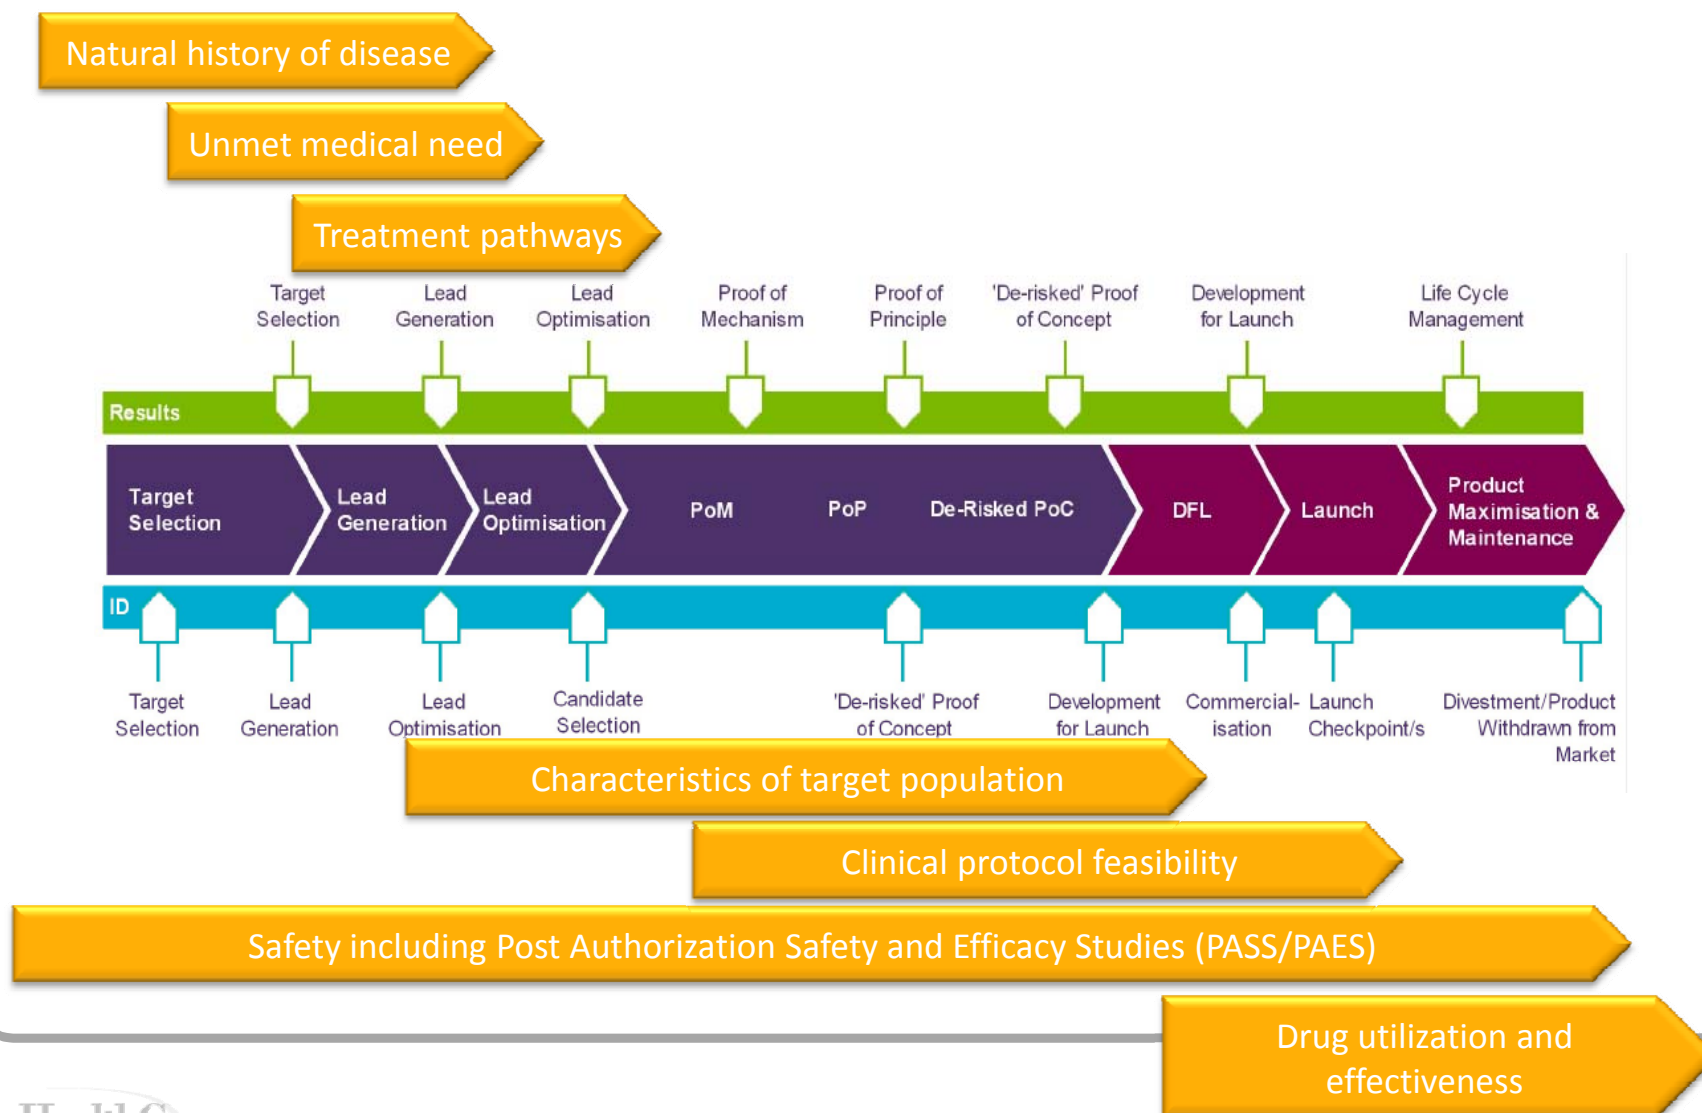 Natural history of disease
Unmet medical need
Treatment pathways
Target
Selection
Lead
Generation
Lead
Optimisation
Proof of
Mechanism
Proof of
Principle
'De-risked' Proof
of Concept
Development
for Launch
Life Cycle
Management
Results
Target
Selection
Lead
Generation
Lead
Optimisation
PoM
PoP
De-Risked PoC
DFL
Launch
Product
Maximisation &
Maintenance
ID
Target
Selection
Lead
Generation
Lead
Optimisation
Candidate
Selection
'De-risked' Proof
of Concept
Development
for Launch
Commercial-
isation
Launch
Checkpoint/s
Divestment/Product
Withdrawn from
Market
Characteristics of target population
Clinical protocol feasibility
Safety including Post Authorization Safety and Efficacy Studies (PASS/PAES)
Drug utilization and
effectiveness